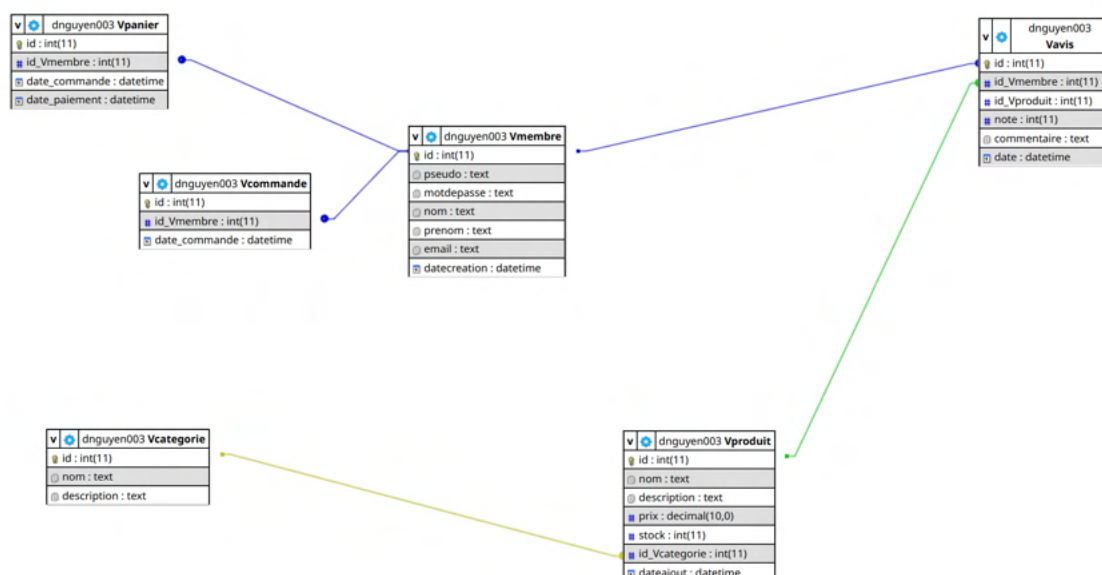 v dnguyen003 Vpanier
id : int(11)
# id_Vmembre : int(11)
date_commande : datetime
date_paiement : datetime
v dnguyen003 Vcommande
id : int(11)
# id_Vmembre : int(11)
date_commande : datetime
v dnguyen003 Vmembre
id : int(11)
pseudo : text
motdepasse : text
nom : text
prenom : text
email : text
datecreation : datetime
v dnguyen003
Vavis
id : int(11)
# id_Vmembre : int(11)
# id_Vproduit : int(11)
# note : int(11)
commentaire : text
date : datetime
v dnguyen003 Vcategorie
id : int(11)
nom : text
description : text
v dnguyen003 Vproduit
id : int(11)
nom : text
description : text
# prix : decimal(10,0)
# stock : int(11)
# id_Vcategorie : int(11)
dateajout : datetime